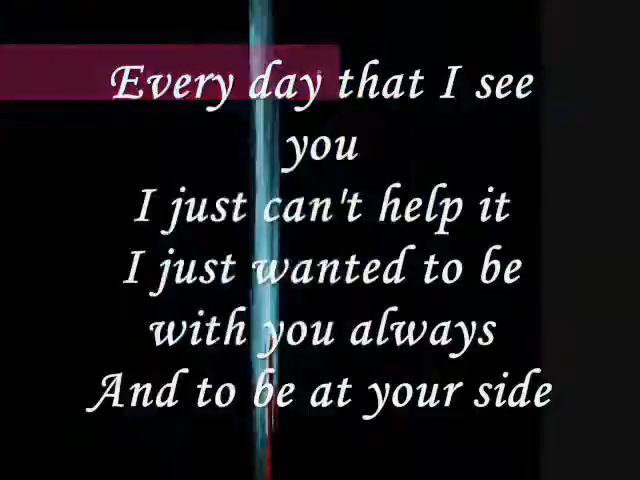 Every day that I see
you
I just can't help it
I just wanted to be
with you always
And to be at your side